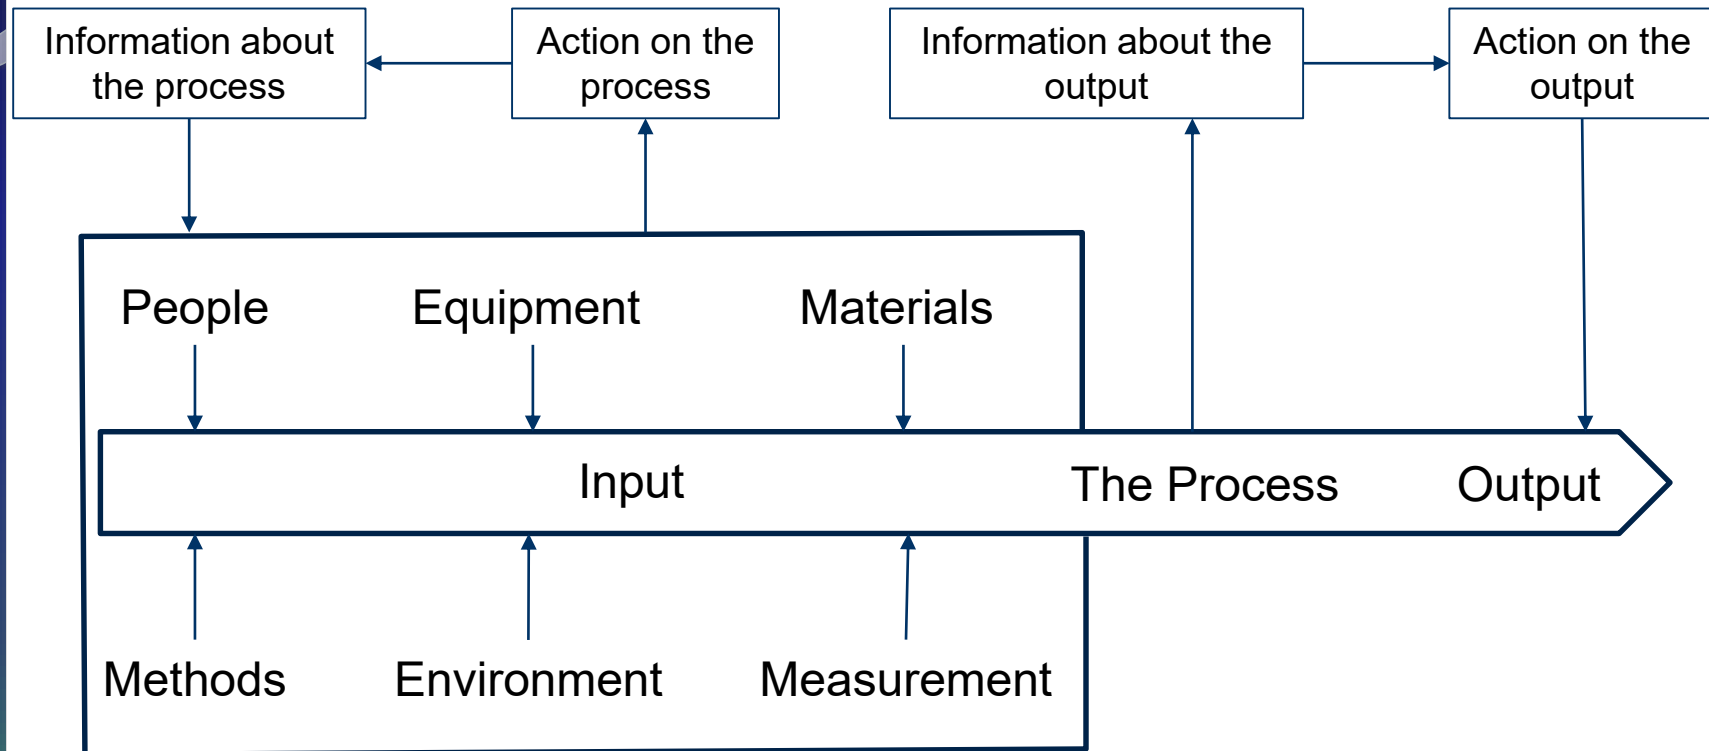 Information about
the process
Action on the
process
Information about the
output
Action on the
output
People
Equipment
Materials
Input
The Process
Output
Methods
Environment
Measurement